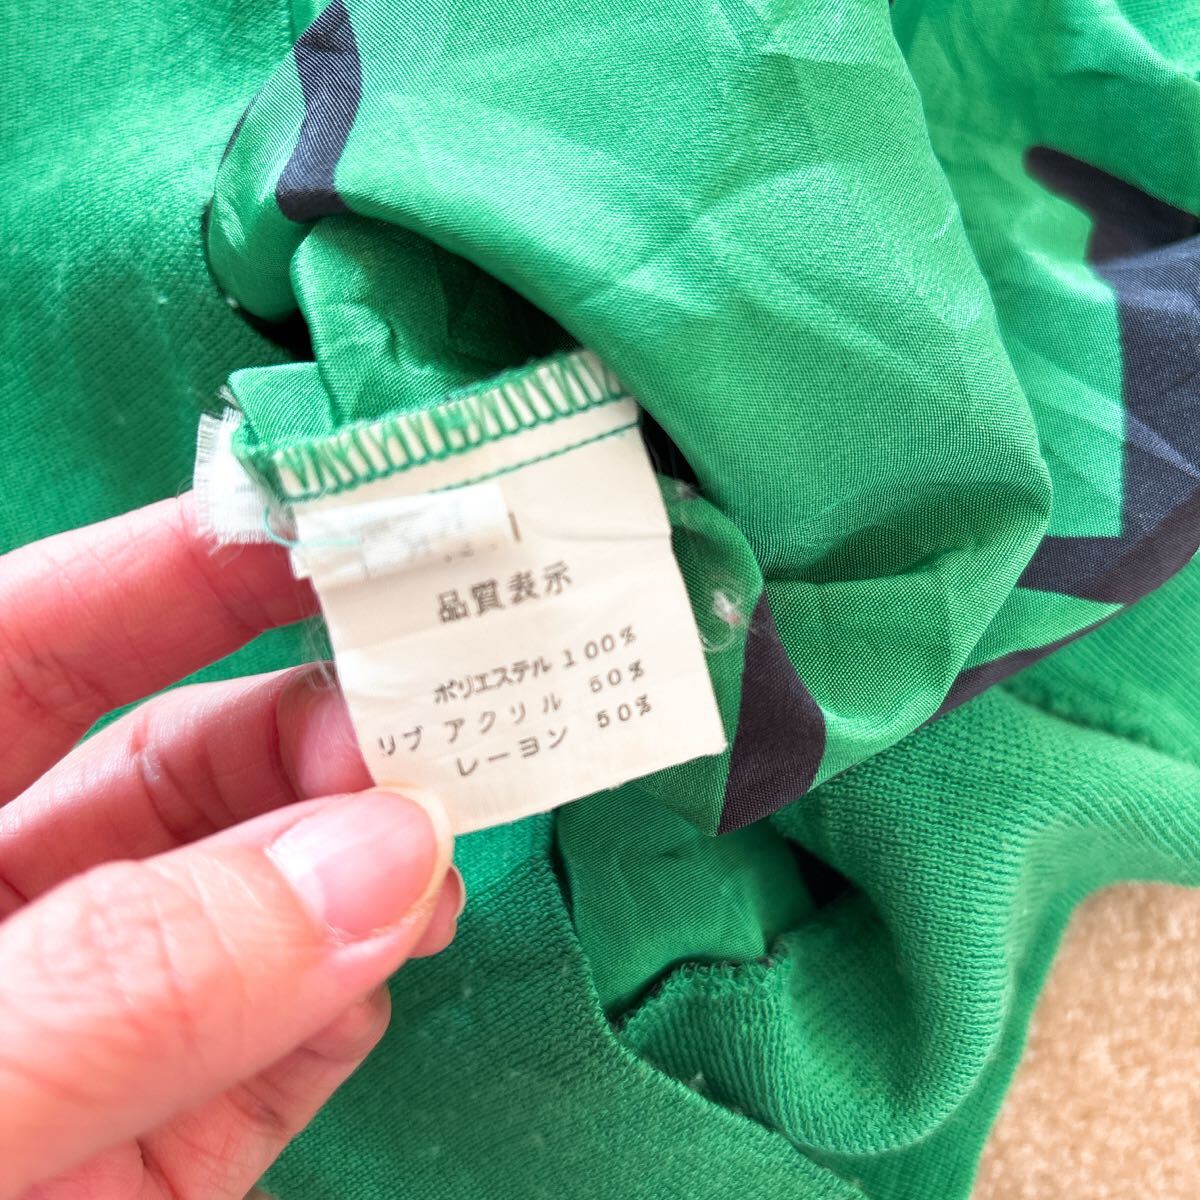 品質表示
ポリエステル 100%
リブ アクリル 50%
レーヨン 50%